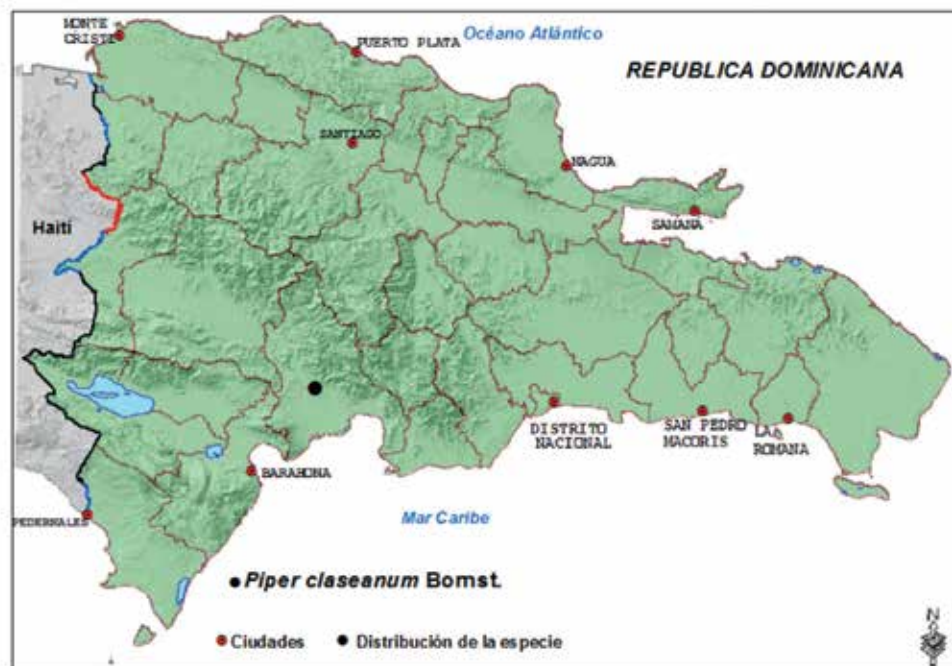 MONTE
CRISTI
PUERTO PLATA
Océano Atlántico
REPUBLICA DOMINICANA
SANTIAGO
NAGUA
SAMANA
Haití
DISTRITO
NACIONAL
SAN PEDRO
MACORIS
LA
ROMANA
BARAHONA
PEDERNALES
Mar Caribe
Piper claseanum Bornst.
Ciudades
Distribución de la especie
N